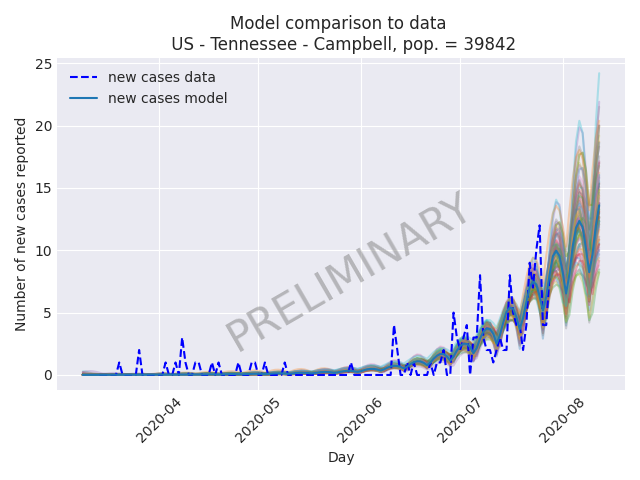 Model comparison to data
US - Tennessee - Campbell, pop. = 39842
25
20
15
10
5
0
Number of new cases reported
new cases data
new cases model
PRELIMINARY
2020-04
2020-05
2020-06
2020-07
2020-08
Day